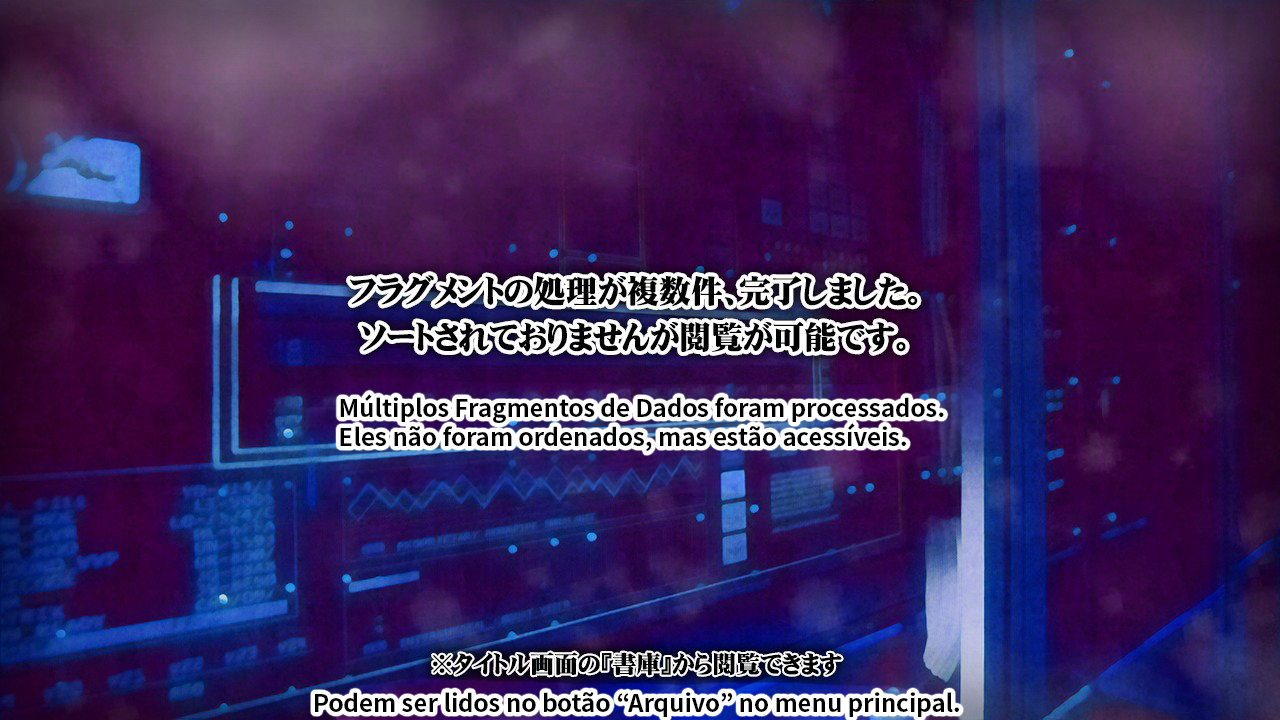 フラグメントの処理が複数件、完了しました。
ソートされておりませんが閲覧が可能です。
Múltiplos Fragmentos de Dados foram processados.
Eles não foram ordenados, mas estão acessíveis.
※タイトル画面の『書庫』から閲覧できます
Podem ser lidos no botão “Arquivo” no menu principal.